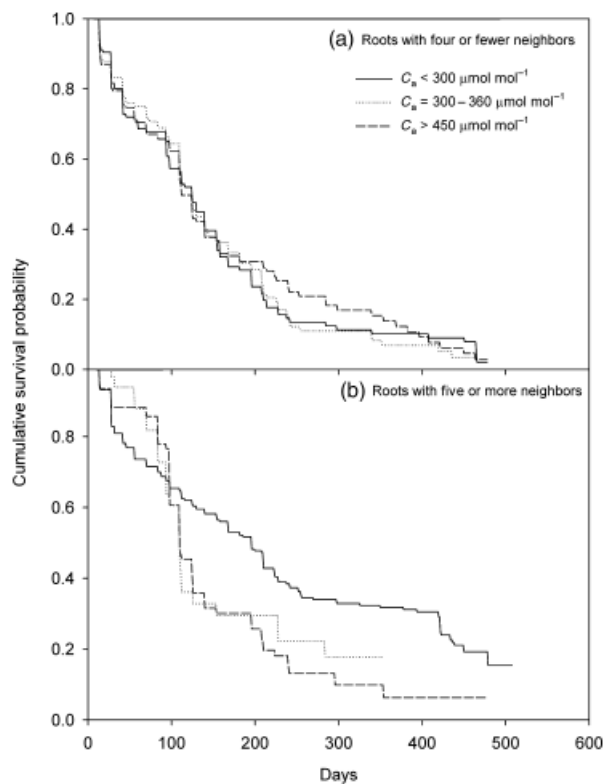 (a) Roots with four or fewer neighbors
Cₐ < 300 μmol mol⁻¹
Cₐ = 300 – 360 μmol mol⁻¹
Cₐ > 450 μmol mol⁻¹
1.0
0.8
0.6
0.4
0.2
0.0
Cumulative survival probability
(b) Roots with five or more neighbors
0.8
0.6
0.4
0.2
0.0
0 100 200 300 400 500 600
Days